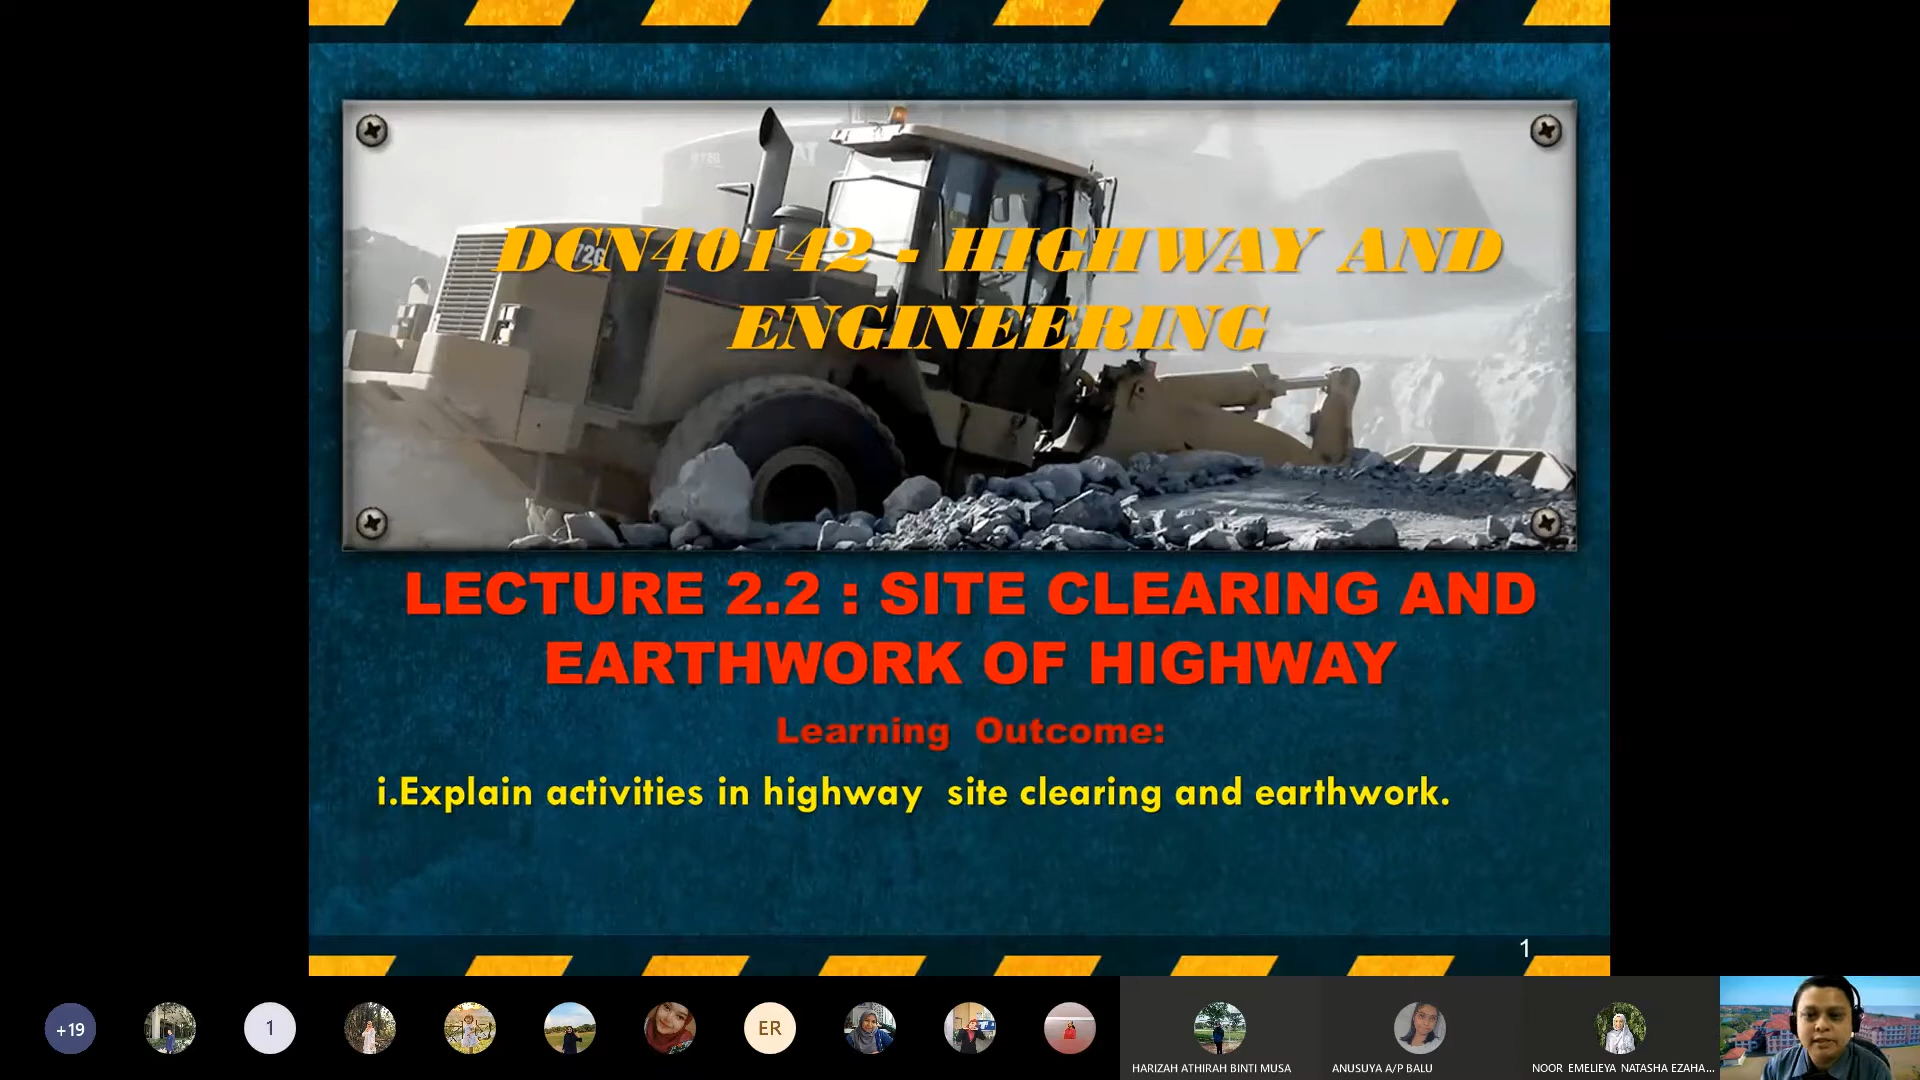 DCN40142 - HIGHWAY AND
ENGINEERING
72G
LECTURE 2.2 : SITE CLEARING AND
EARTHWORK OF HIGHWAY
Learning Outcome:
i.Explain activities in highway site clearing and earthwork.
1
+19
1
ER
HARIZAH ATHIRAH BINTI MUSA
ANUSUYA A/P BALU
NOOR EMELIEYA NATASHA EZAHA...